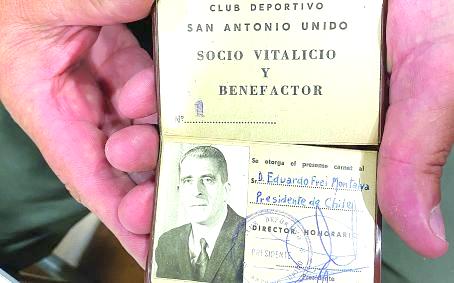 CLUB DEPORTIVO
SAN ANTONIO UNIDO
SOCIO VITALICIO
Y
BENEFACTOR
Nº 1
Se otorga el presente carnet al
Sr. D. Eduardo Frei Montalva
Presidente de Chile
DIRECTOR HONORARIO
PRESIDENTE
Presidente